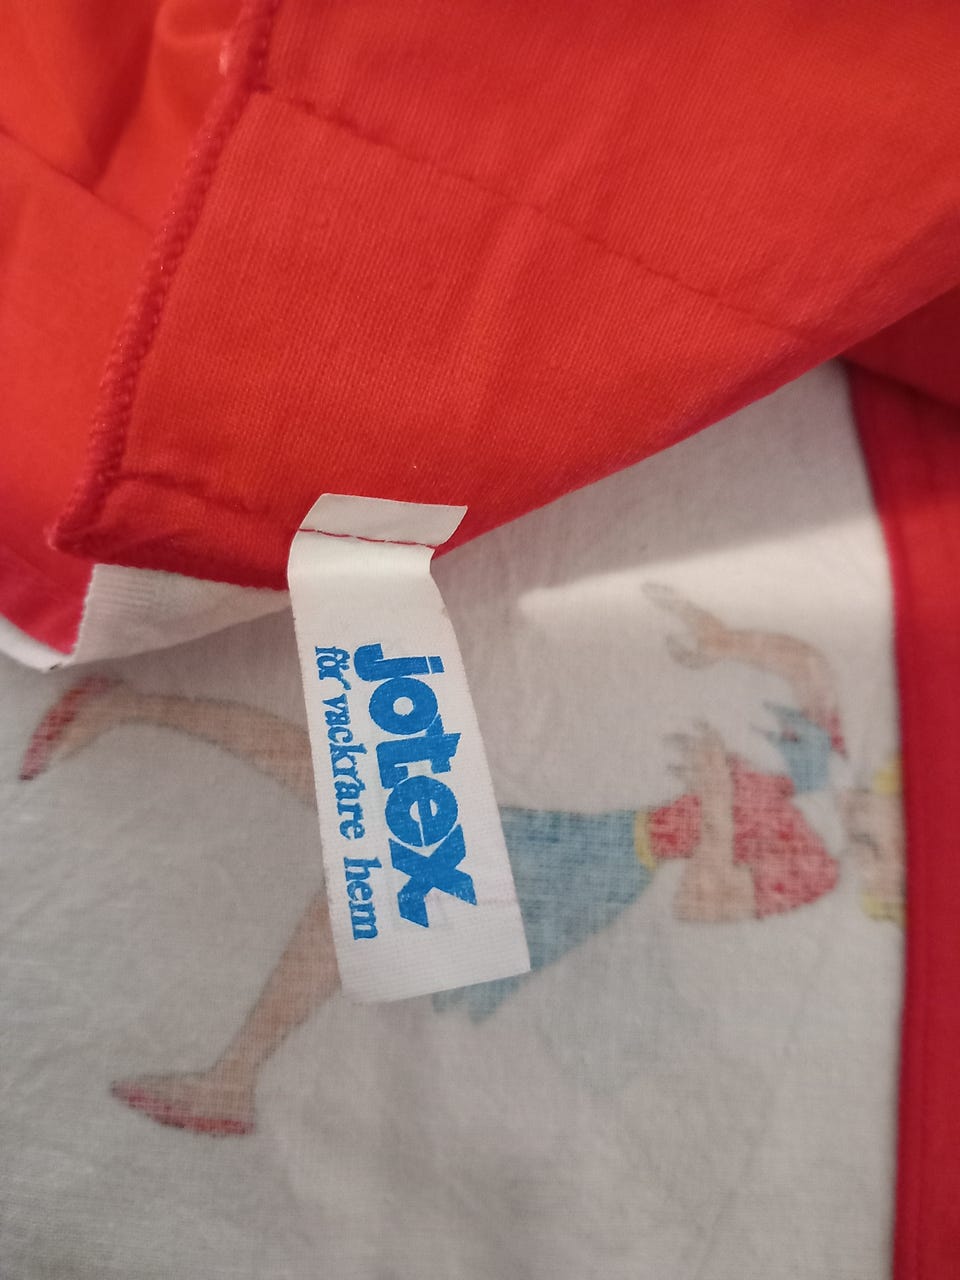 jotex
för vackrare hem